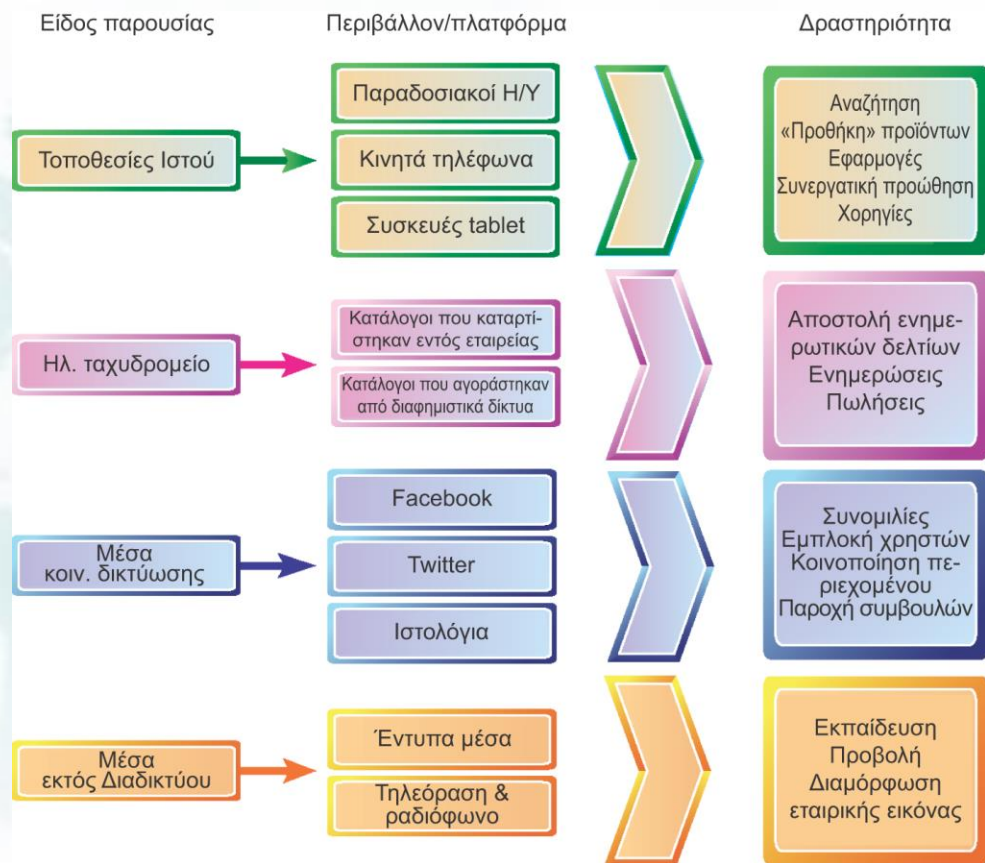 Είδος παρουσίας
Περιβάλλον/πλατφόρμα
Δραστηριότητα
Τοποθεσίες Ιστού
Παραδοσιακοί Η/Υ
Κινητά τηλέφωνα
Συσκευές tablet
Αναζήτηση
«Προθήκη» προϊόντων
Εφαρμογές
Συνεργατική προώθηση
Χορηγίες
Ηλ. ταχυδρομείο
Κατάλογοι που καταρτί-
στηκαν εντός εταιρείας
Κατάλογοι που αγοράστηκαν
από διαφημιστικά δίκτυα
Αποστολή ενημε-
ρωτικών δελτίων
Ενημερώσεις
Πωλήσεις
Μέσα
κοιν. δικτύωσης
Facebook
Twitter
Ιστολόγια
Συνομιλίες
Εμπλοκή χρηστών
Κοινοποίηση πε-
ριεχομένου
Παροχή συμβουλών
Μέσα
εκτός Διαδικτύου
Έντυπα μέσα
Τηλεόραση &
ραδιόφωνο
Εκπαίδευση
Προβολή
Διαμόρφωση
εταιρικής εικόνας